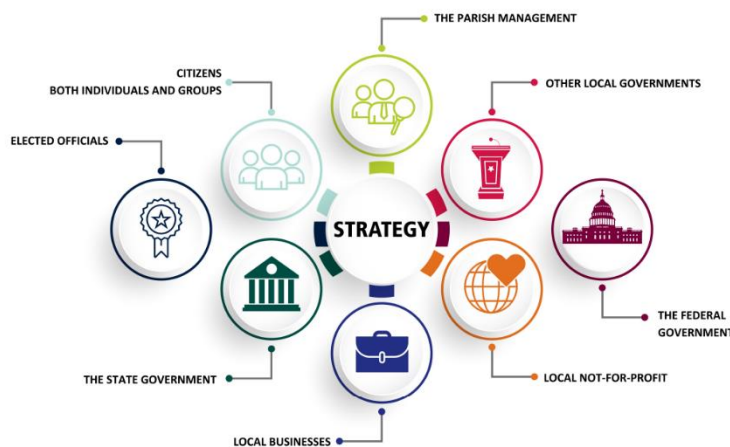 THE PARISH MANAGEMENT
CITIZENS
BOTH INDIVIDUALS AND GROUPS
OTHER LOCAL GOVERNMENTS
ELECTED OFFICIALS
STRATEGY
THE FEDERAL
GOVERNMENT
THE STATE GOVERNMENT
LOCAL NOT-FOR-PROFIT
LOCAL BUSINESSES